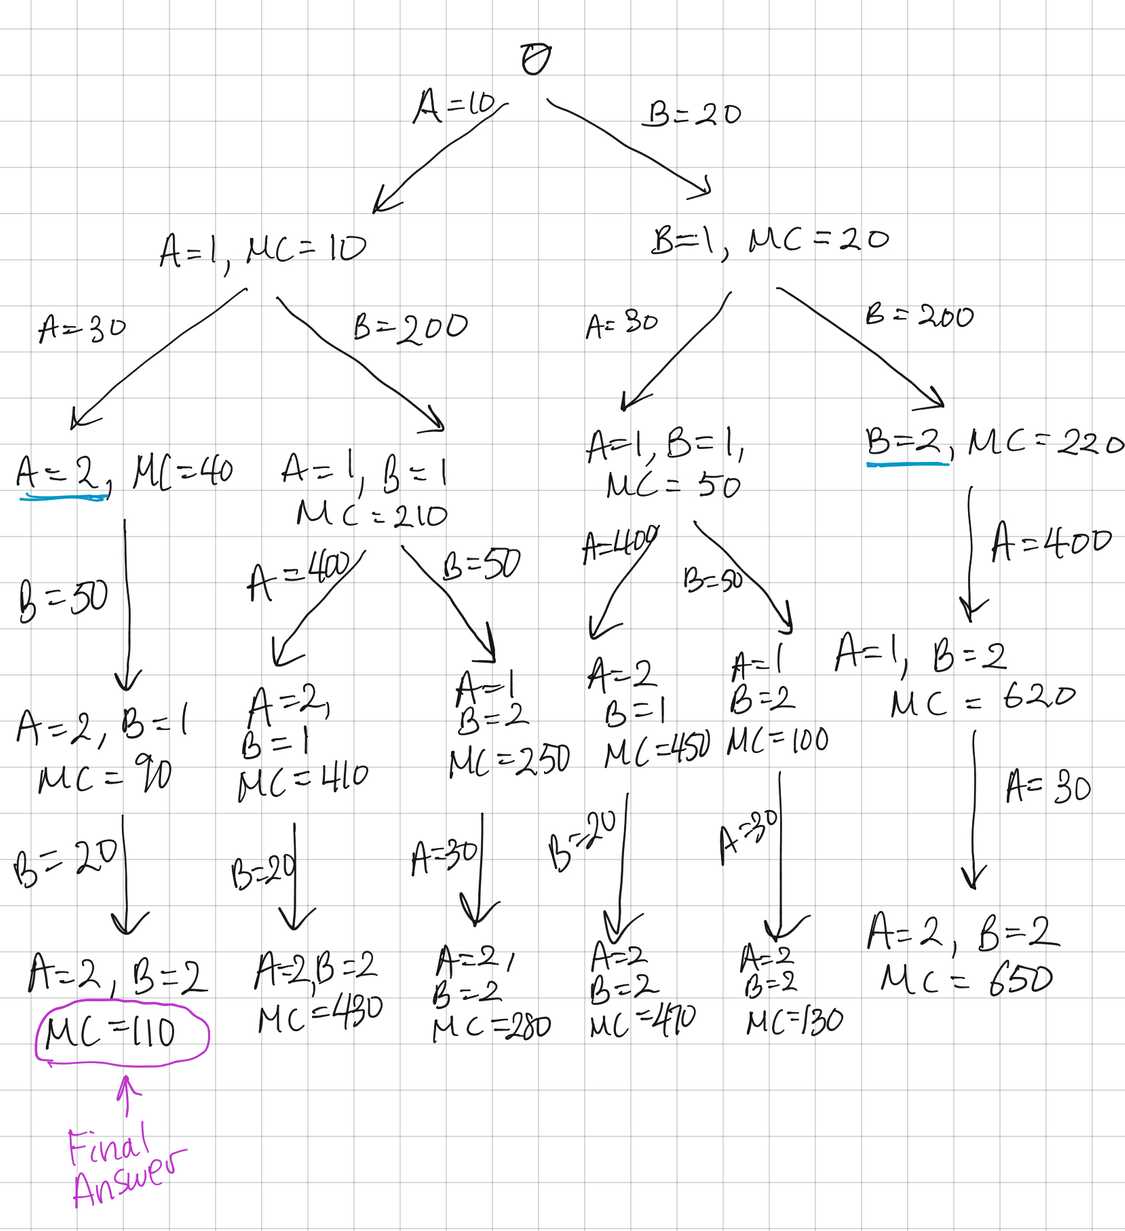 ∅
A=10
B=20
A=1, MC=10
B=1, MC=20
A=30
B=200
A=30
B=200
A=2, MC=40
A=1, B=1
MC=210
A=1, B=1,
MC=50
B=2, MC=220
B=50
A=400
B=50
A=400
B=50
A=400
A=2, B=1
MC=90
A=2,
B=1
MC=410
A=1
B=2
MC=250
A=2
B=1
MC=450
A=1
B=2
MC=100
A=1, B=2
MC=620
B=20
B=20
A=30
B=20
A=30
A=30
A=2, B=2
MC=110
A=2,B=2
MC=430
A=2,
B=2
MC=280
A=2
B=2
MC=470
A=2
B=2
MC=130
A=2, B=2
MC=650
Final
Answer